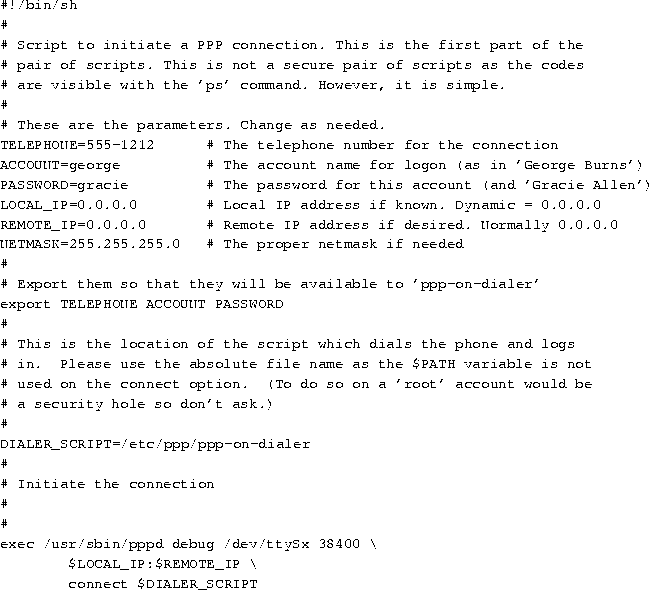 #!/bin/sh
#
# Script to initiate a PPP connection. This is the first part of the
# pair of scripts. This is not a secure pair of scripts as the codes
# are visible with the 'ps' command. However, it is simple.
#
# These are the parameters. Change as needed.
TELEPHONE=555-1212 # The telephone number for the connection
ACCOUNT=george # The account name for logon (as in 'George Burns')
PASSWORD=gracie # The password for this account (and 'Gracie Allen')
LOCAL_IP=0.0.0.0 # Local IP address if known. Dynamic = 0.0.0.0
REMOTE_IP=0.0.0.0 # Remote IP address if desired. Normally 0.0.0.0
NETMASK=255.255.255.0 # The proper netmask if needed
#
# Export them so that they will be available to 'ppp-on-dialer'
export TELEPHONE ACCOUNT PASSWORD
#
# This is the location of the script which dials the phone and logs
# in. Please use the absolute file name as the $PATH variable is not
# used on the connect option. (To do so on a 'root' account would be
# a security hole so don't ask.)
#
DIALER_SCRIPT=/etc/ppp/ppp-on-dialer
#
# Initiate the connection
#
#
exec /usr/sbin/pppd debug /dev/ttySx 38400 \
$LOCAL_IP:$REMOTE_IP \
connect $DIALER_SCRIPT